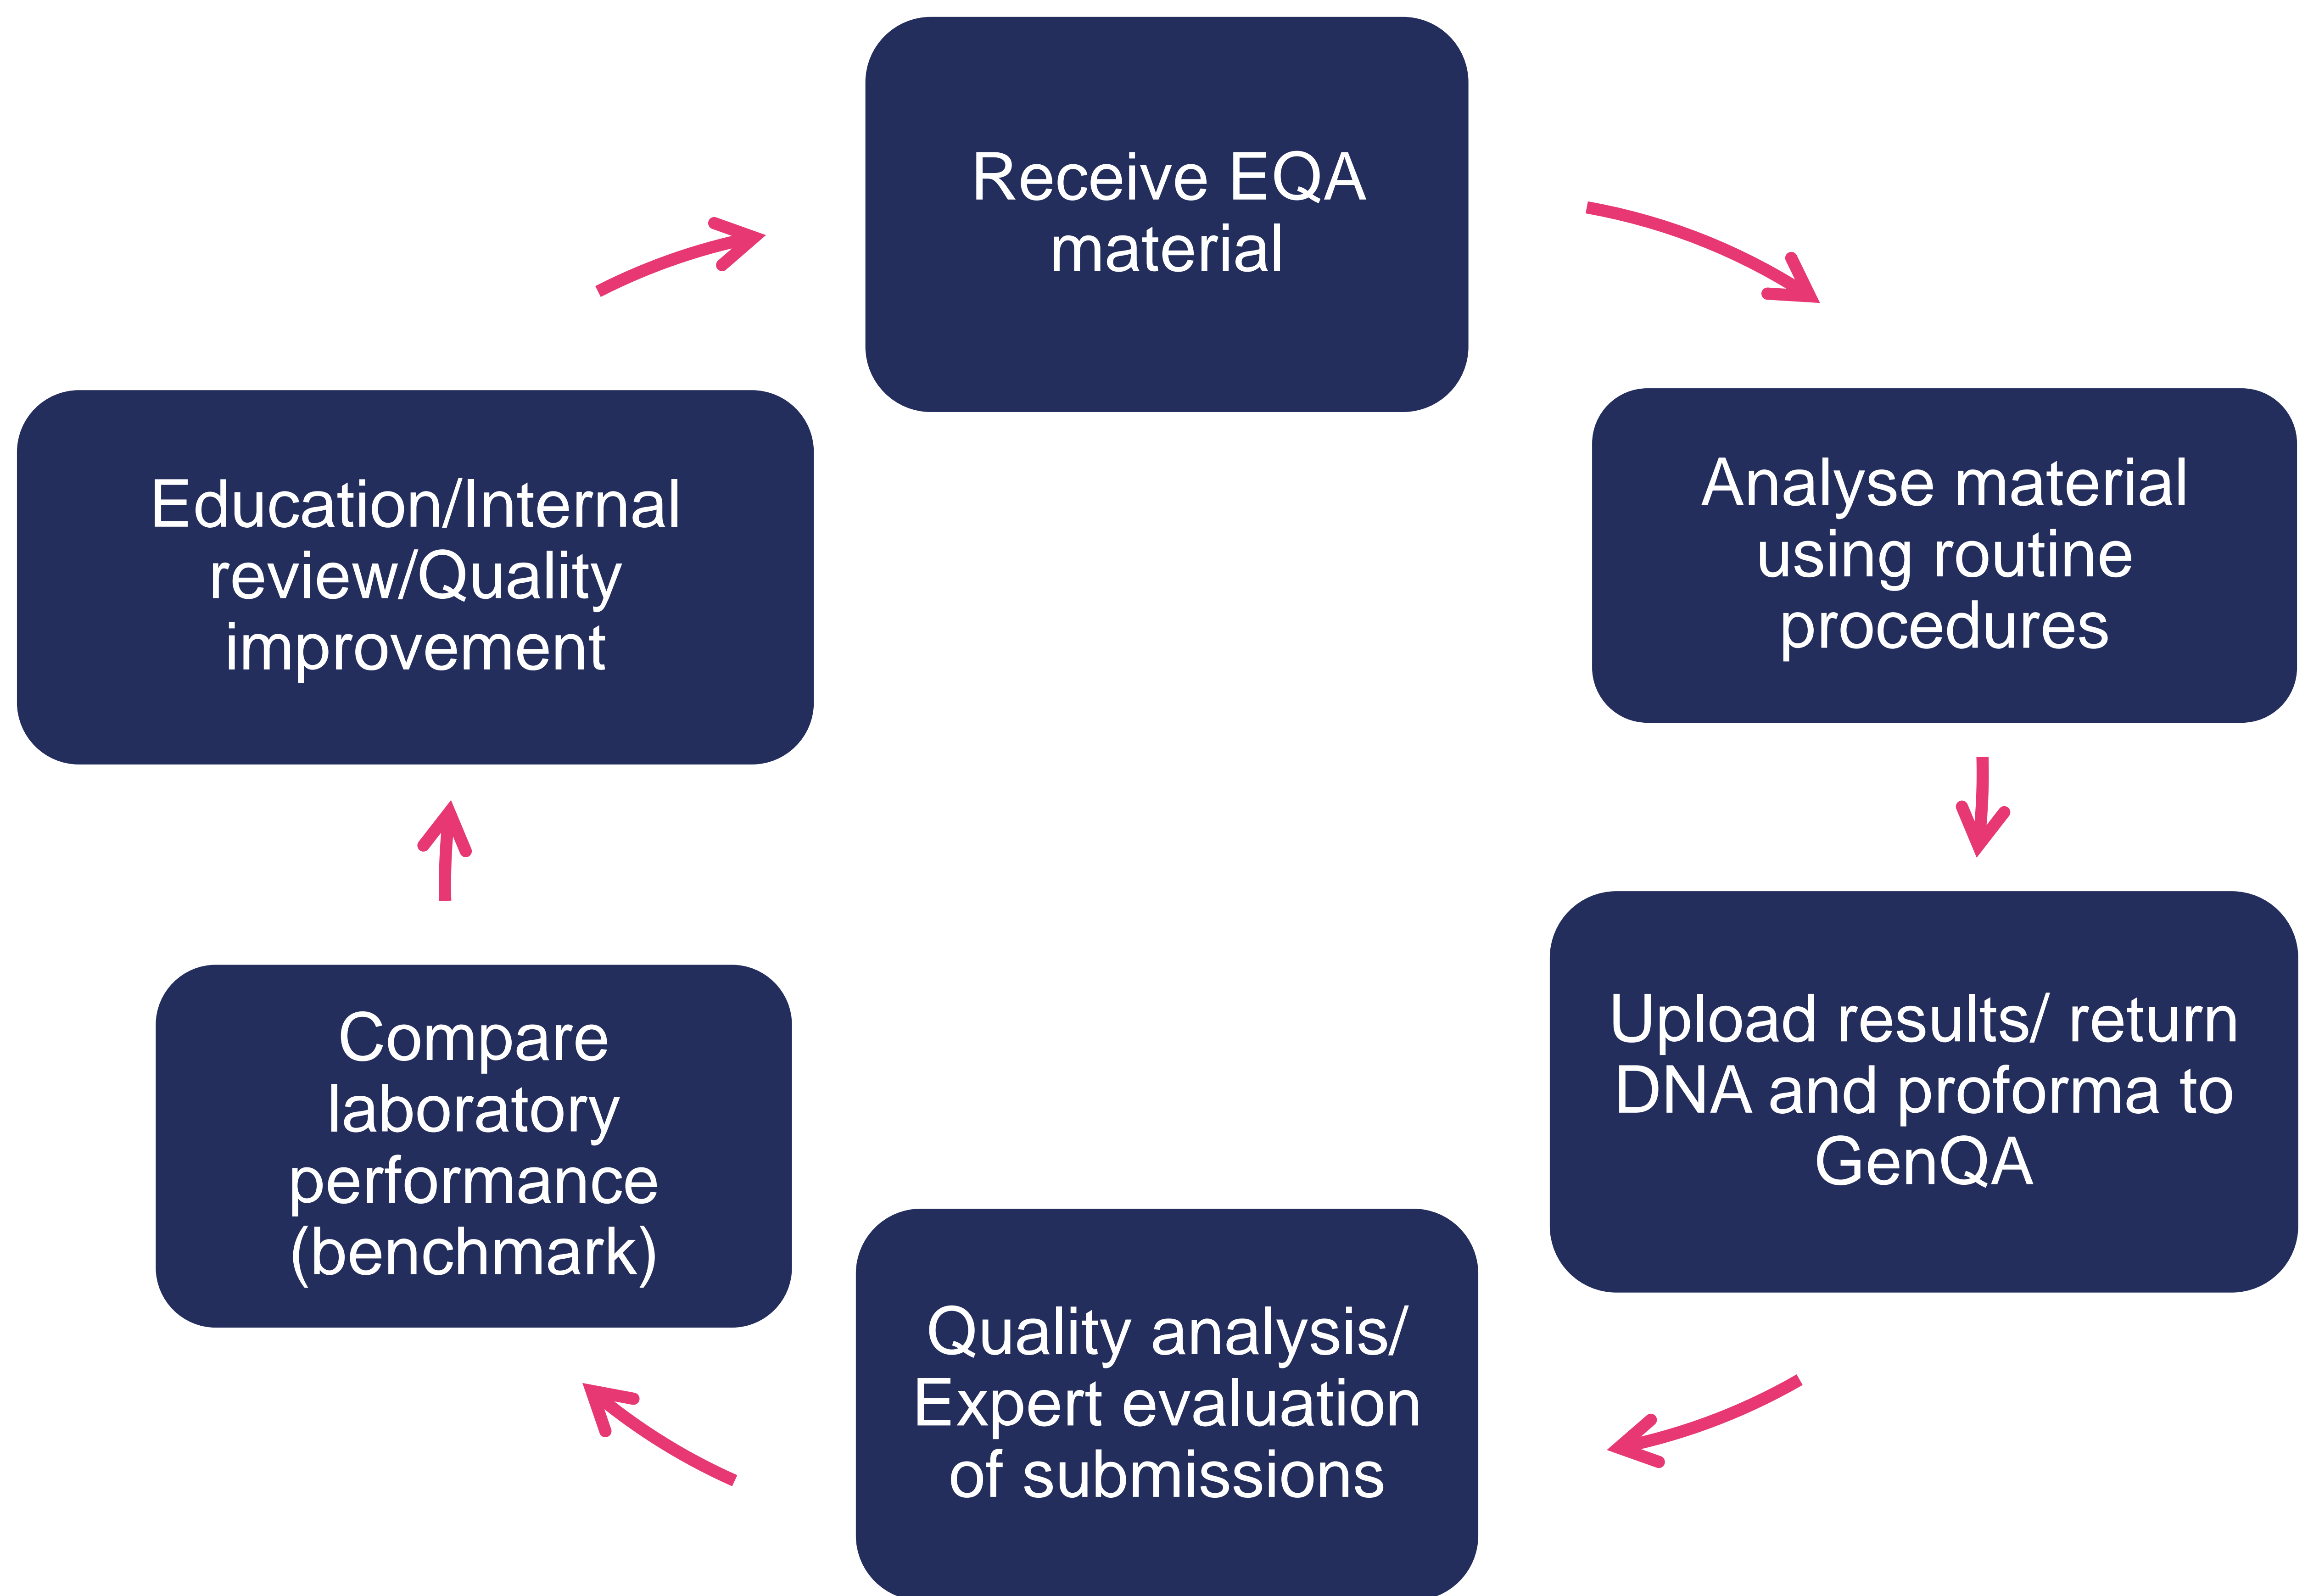 Receive EQA
material
Analyse material
using routine
procedures
Upload results/ return
DNA and proforma to
GenQA
Quality analysis/
Expert evaluation
of submissions
Compare
laboratory
performance
(benchmark)
Education/Internal
review/Quality
improvement